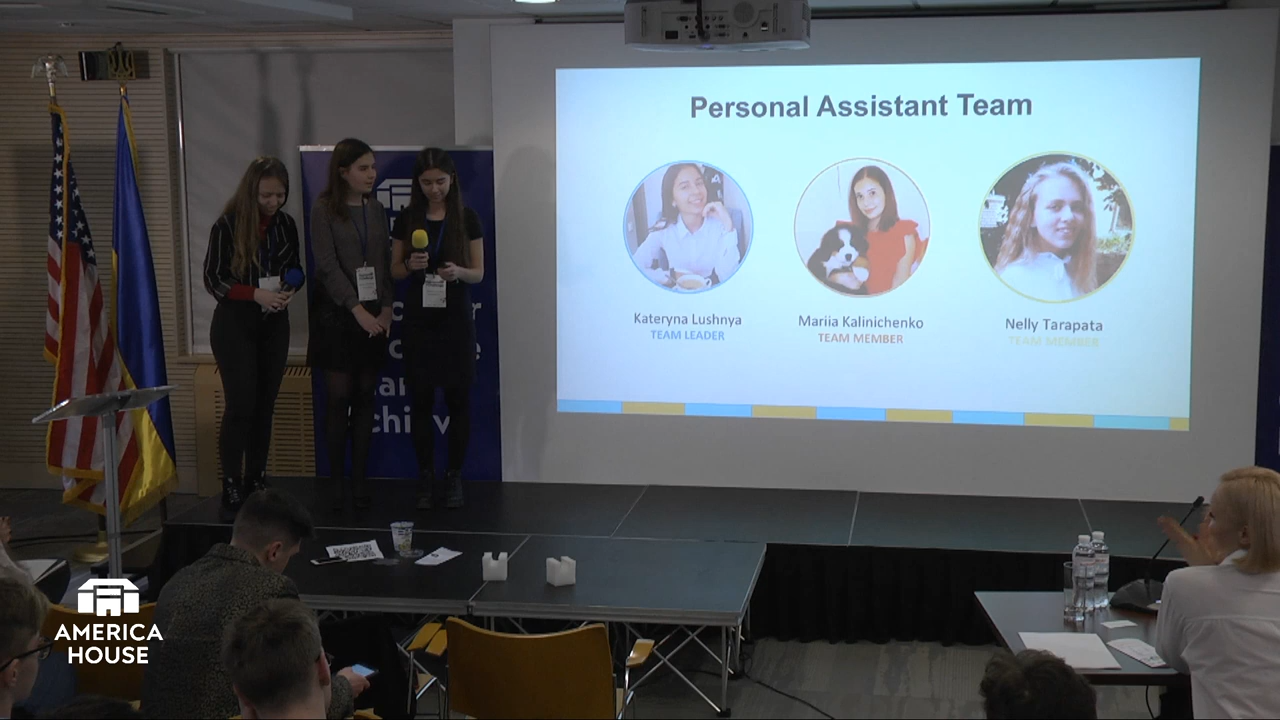 Personal Assistant Team
Kateryna Lushnya
TEAM LEADER
Mariia Kalinichenko
TEAM MEMBER
Nelly Tarapata
TEAM MEMBER
AMERICA
HOUSE